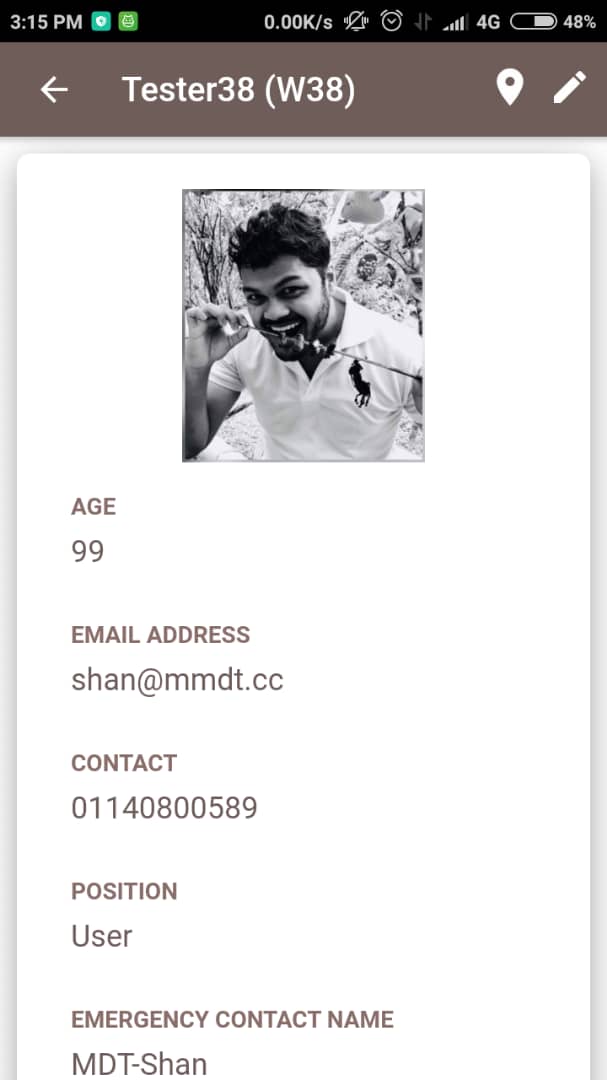 3:15 PM 0.00K/s 4G 48%
Tester38 (W38)
AGE
99
EMAIL ADDRESS
shan@mmdt.cc
CONTACT
01140800589
POSITION
User
EMERGENCY CONTACT NAME
MDT-Shan